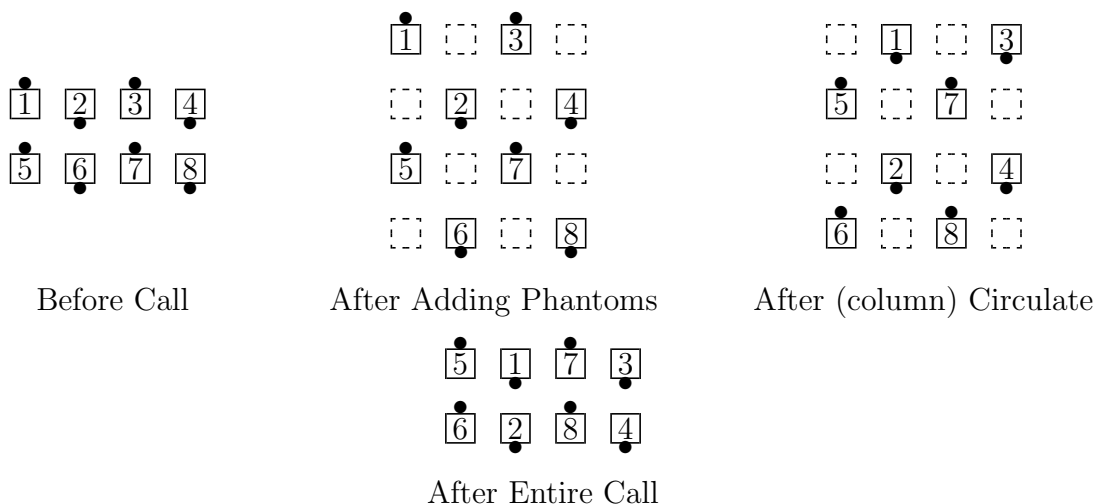 1 3
1 3
1 2 3 4
2 4
5 7
5 6 7 8
5 7
2 4
6 8
6 8
Before Call
After Adding Phantoms
After (column) Circulate
5 1 7 3
6 2 8 4
After Entire Call